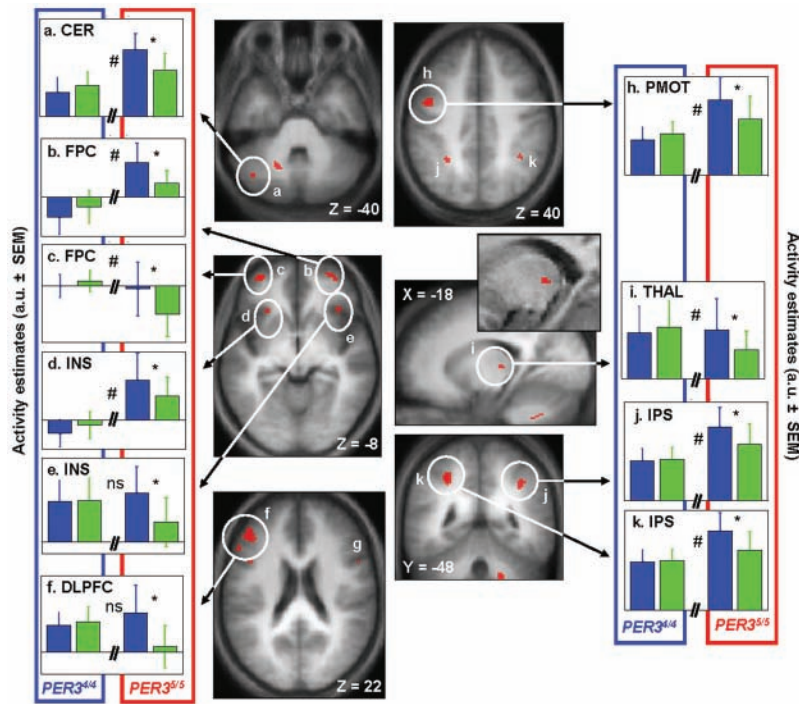 Activity estimates (a.u. ± SEM)
a. CER
#
*
//
b. FPC
#
*
//
c. FPC
#
*
//
d. INS
#
*
//
e. INS
ns
*
//
f. DLPFC
ns
*
//
PER3 4/4
PER3 5/5
a
Z = -40
c
b
d
e
Z = -8
f
g
Z = 22
h
j
k
Z = 40
X = -18
i
k
j
Y = -48
h. PMOT
#
*
//
i. THAL
#
*
//
j. IPS
#
*
//
k. IPS
#
*
//
PER3 4/4
PER3 5/5
Activity estimates (a.u. ± SEM)